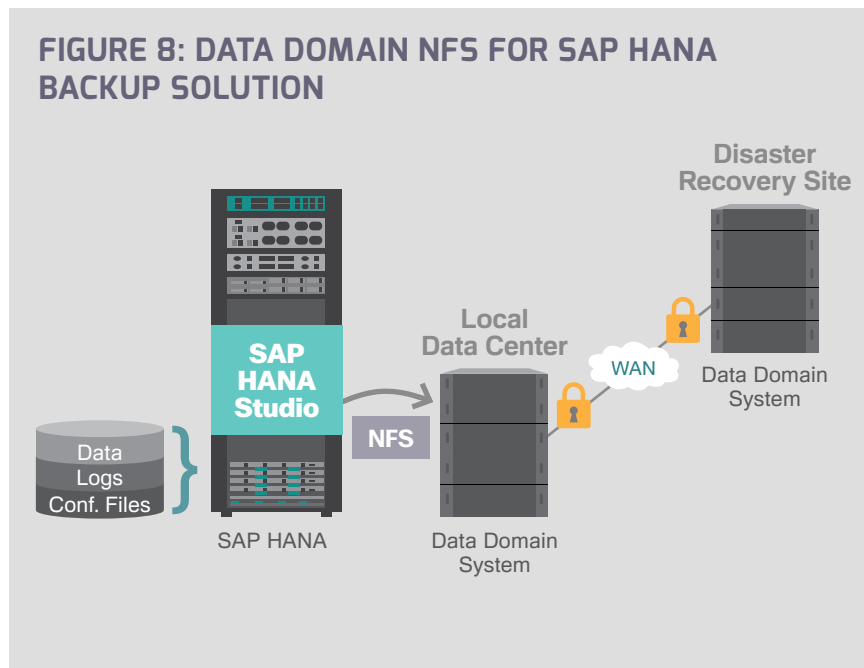 FIGURE 8: DATA DOMAIN NFS FOR SAP HANA
BACKUP SOLUTION
Disaster
Recovery Site
Local
Data Center
SAP
HANA
Studio
WAN
NFS
Data Domain
System
Data
Logs
Conf. Files
SAP HANA
Data Domain
System